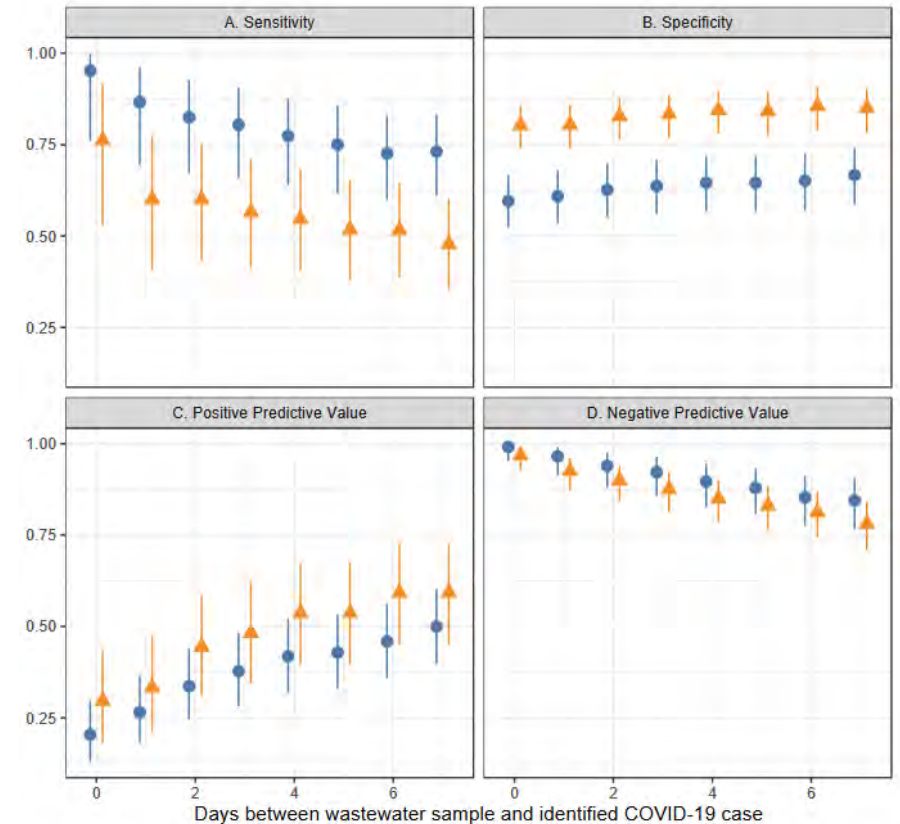 A. Sensitivity
B. Specificity
1.00
0.75
0.50
0.25
C. Positive Predictive Value
D. Negative Predictive Value
1.00
0.75
0.50
0.25
0 2 4 6 0 2 4 6
Days between wastewater sample and identified COVID-19 case